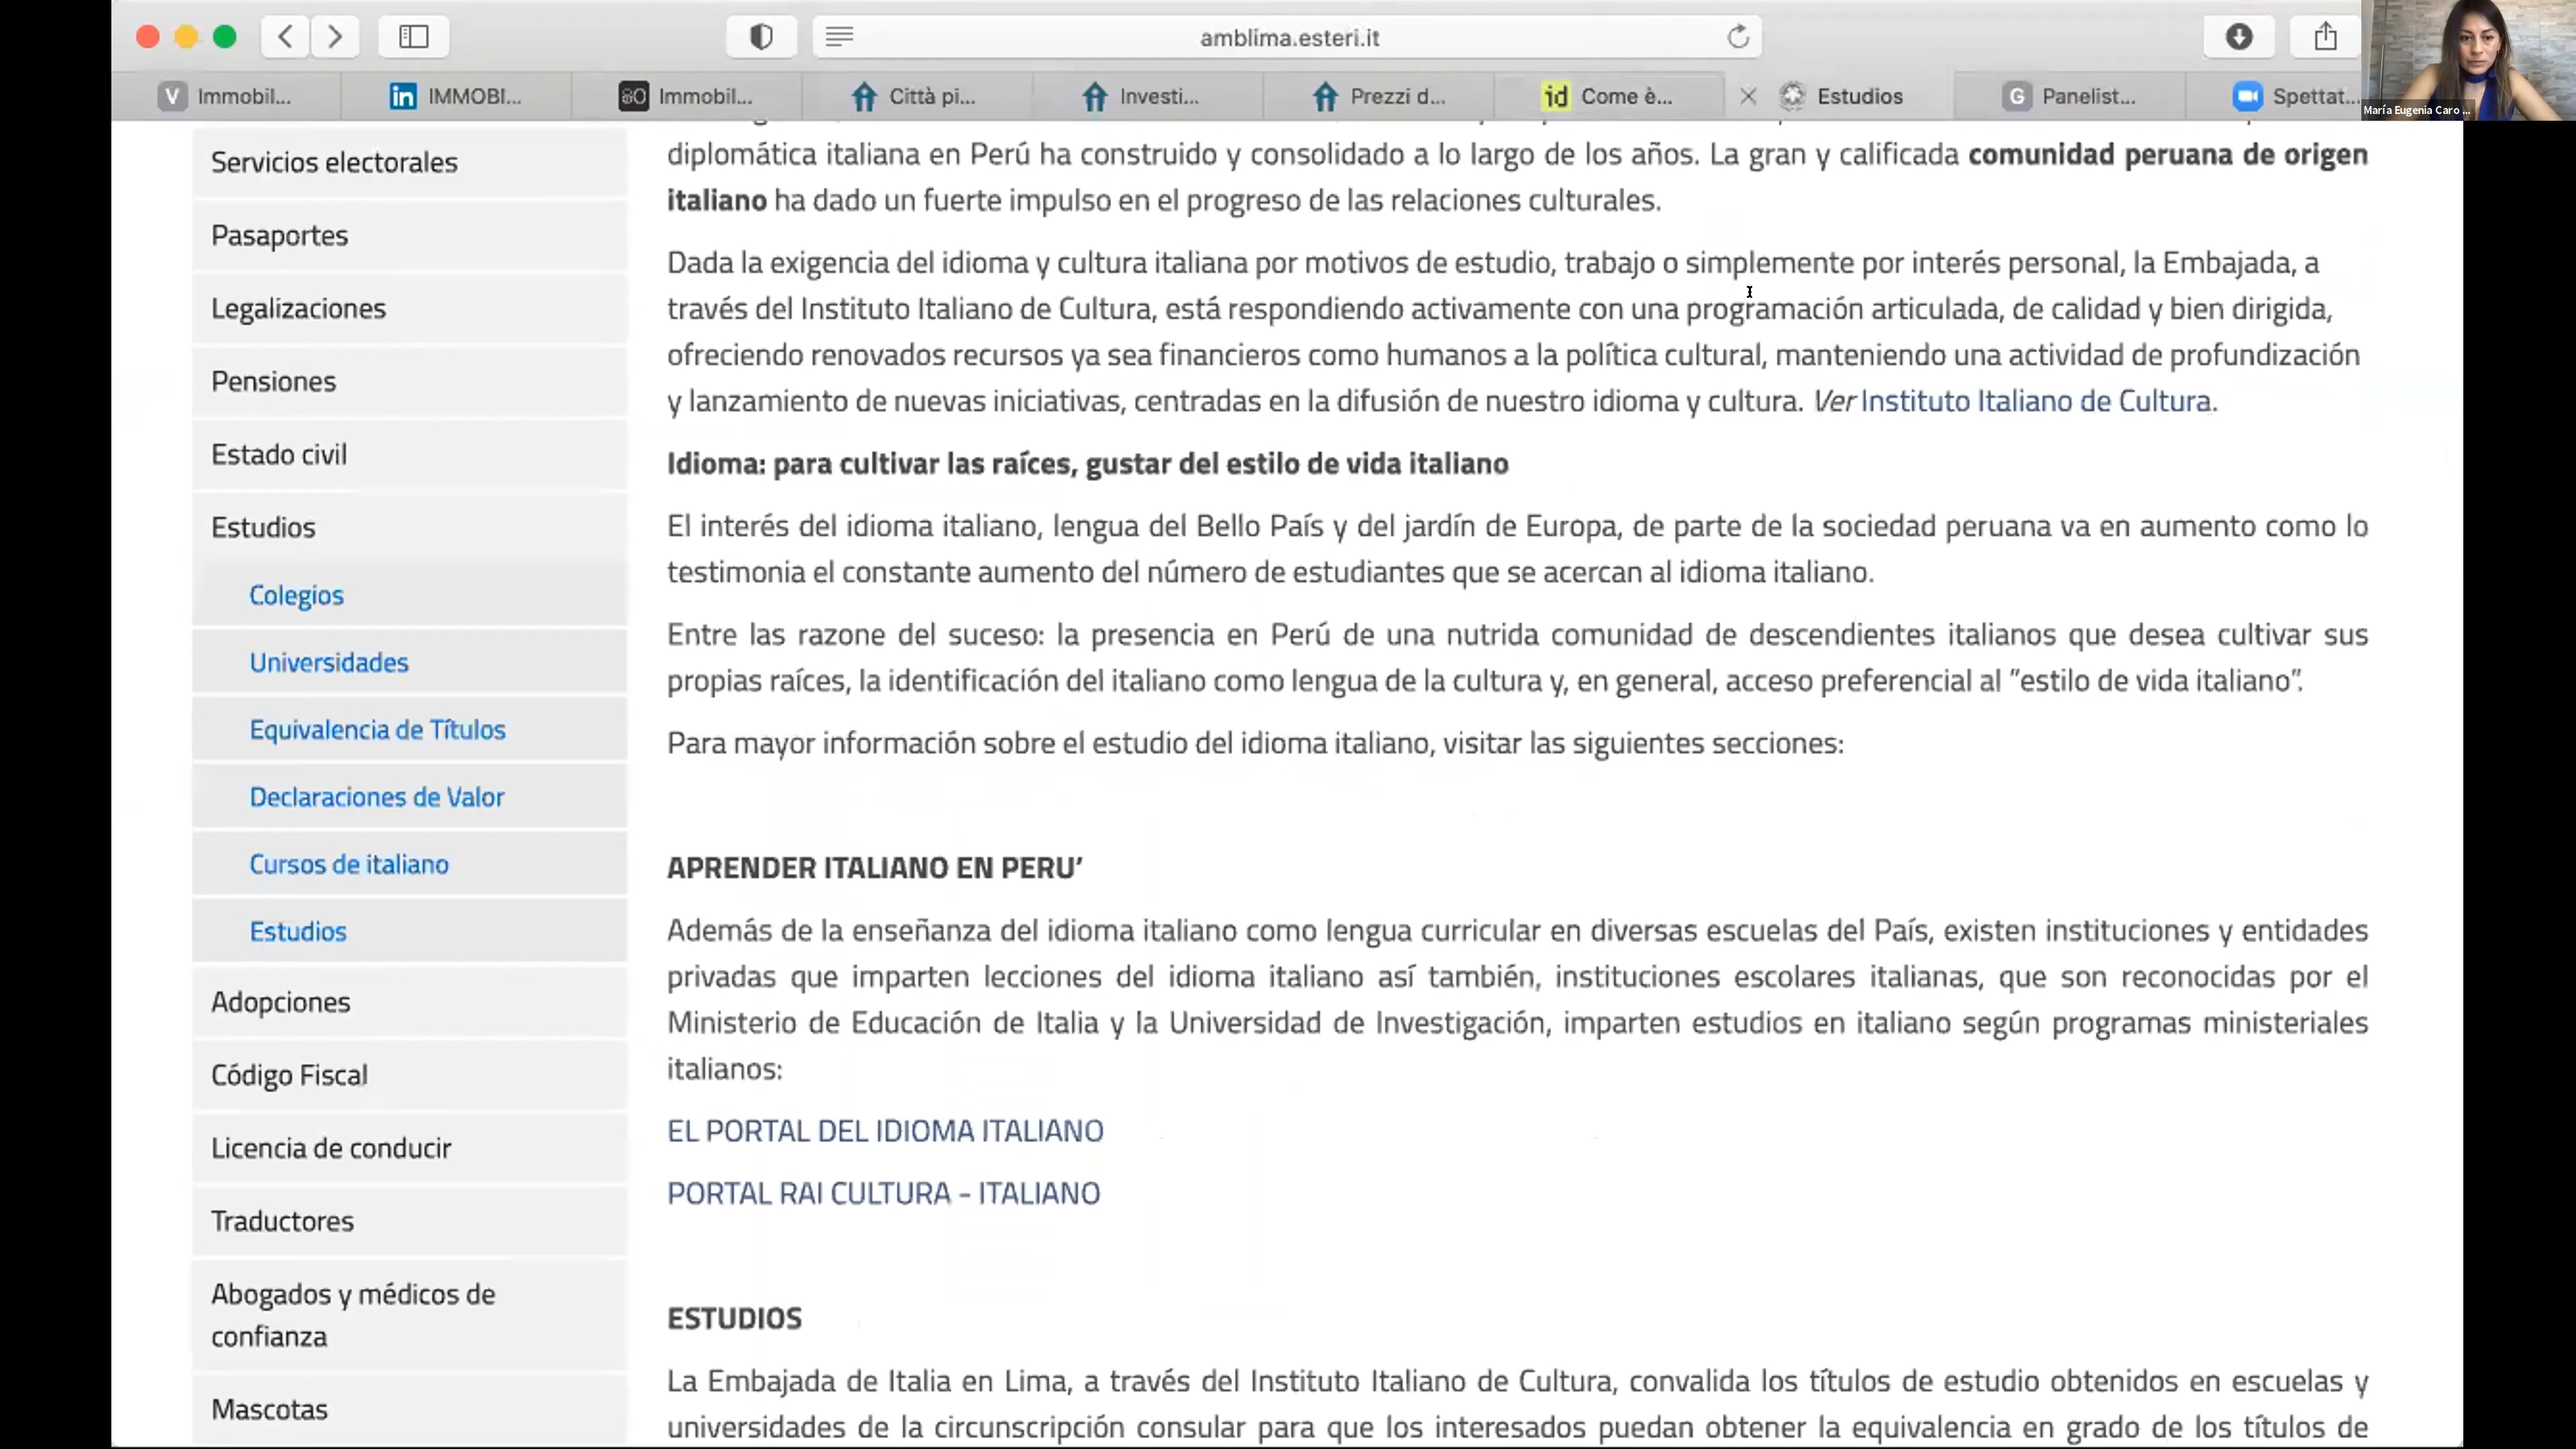 amblima.esteri.it
V Immobil...
in IMMOBI...
Immobil...
Città pi...
Investi...
Prezzi d...
id Come è...
Estudios
G Panelist...
Spettat...
María Eugenia Caro ...
Servicios electorales
Pasaportes
Legalizaciones
Pensiones
Estado civil
Estudios
Colegios
Universidades
Equivalencia de Títulos
Declaraciones de Valor
Cursos de italiano
Estudios
Adopciones
Código Fiscal
Licencia de conducir
Traductores
Abogados y médicos de
confianza
Mascotas
diplomática italiana en Perú ha construido y consolidado a lo largo de los años. La gran y calificada comunidad peruana de origen
italiano ha dado un fuerte impulso en el progreso de las relaciones culturales.
Dada la exigencia del idioma y cultura italiana por motivos de estudio, trabajo o simplemente por interés personal, la Embajada, a
través del Instituto Italiano de Cultura, está respondiendo activamente con una programación articulada, de calidad y bien dirigida,
ofreciendo renovados recursos ya sea financieros como humanos a la política cultural, manteniendo una actividad de profundización
y lanzamiento de nuevas iniciativas, centradas en la difusión de nuestro idioma y cultura. Ver Instituto Italiano de Cultura.
Idioma: para cultivar las raíces, gustar del estilo de vida italiano
El interés del idioma italiano, lengua del Bello País y del jardín de Europa, de parte de la sociedad peruana va en aumento como lo
testimonia el constante aumento del número de estudiantes que se acercan al idioma italiano.
Entre las razone del suceso: la presencia en Perú de una nutrida comunidad de descendientes italianos que desea cultivar sus
propias raíces, la identificación del italiano como lengua de la cultura y, en general, acceso preferencial al ”estilo de vida italiano”.
Para mayor información sobre el estudio del idioma italiano, visitar las siguientes secciones:
APRENDER ITALIANO EN PERU’
Además de la enseñanza del idioma italiano como lengua curricular en diversas escuelas del País, existen instituciones y entidades
privadas que imparten lecciones del idioma italiano así también, instituciones escolares italianas, que son reconocidas por el
Ministerio de Educación de Italia y la Universidad de Investigación, imparten estudios en italiano según programas ministeriales
italianos:
EL PORTAL DEL IDIOMA ITALIANO
PORTAL RAI CULTURA – ITALIANO
ESTUDIOS
La Embajada de Italia en Lima, a través del Instituto Italiano de Cultura, convalida los títulos de estudio obtenidos en escuelas y
universidades de la circunscripción consular para que los interesados puedan obtener la equivalencia en grado de los títulos de